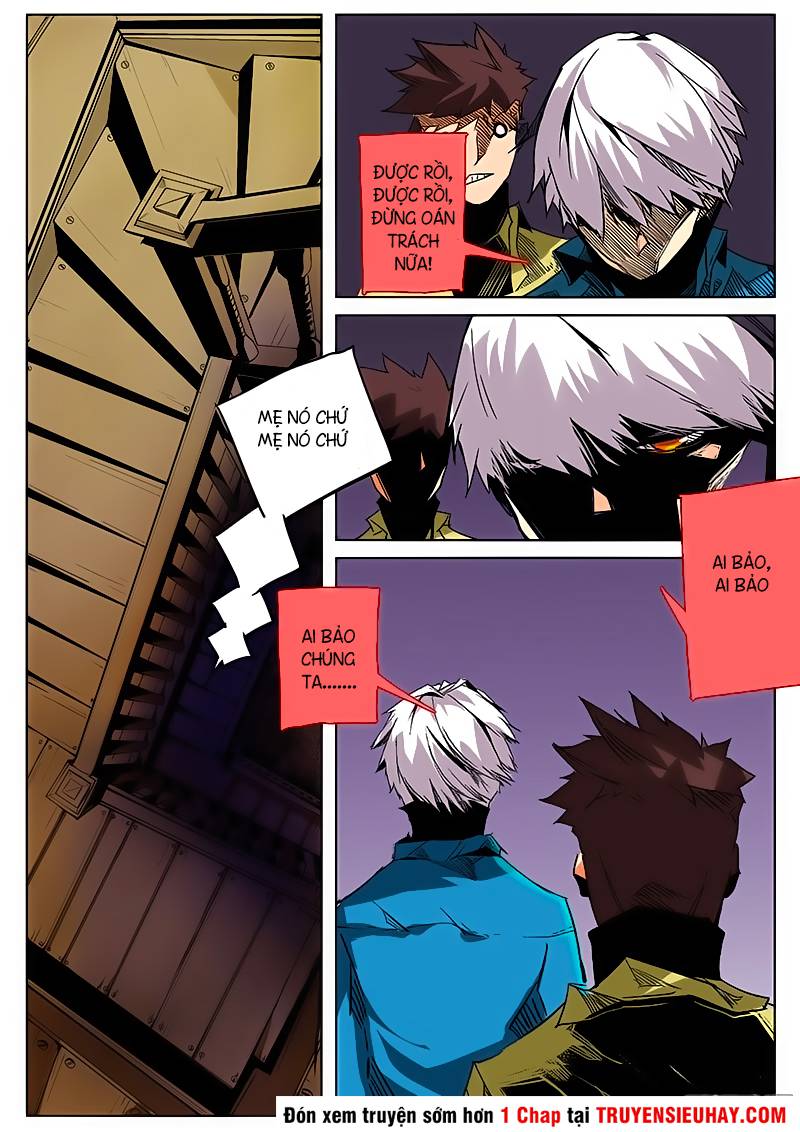 ĐƯỢC RỒI,
ĐƯỢC RỒI,
ĐỪNG OÁN
TRÁCH
NỮA!
MẸ NÓ CHỨ
MẸ NÓ CHỨ
AI BẢO,
AI BẢO
AI BẢO
CHÚNG
TA.......
Đón xem truyện sớm hơn 1 Chap tại TRUYENSIEUHAY.COM